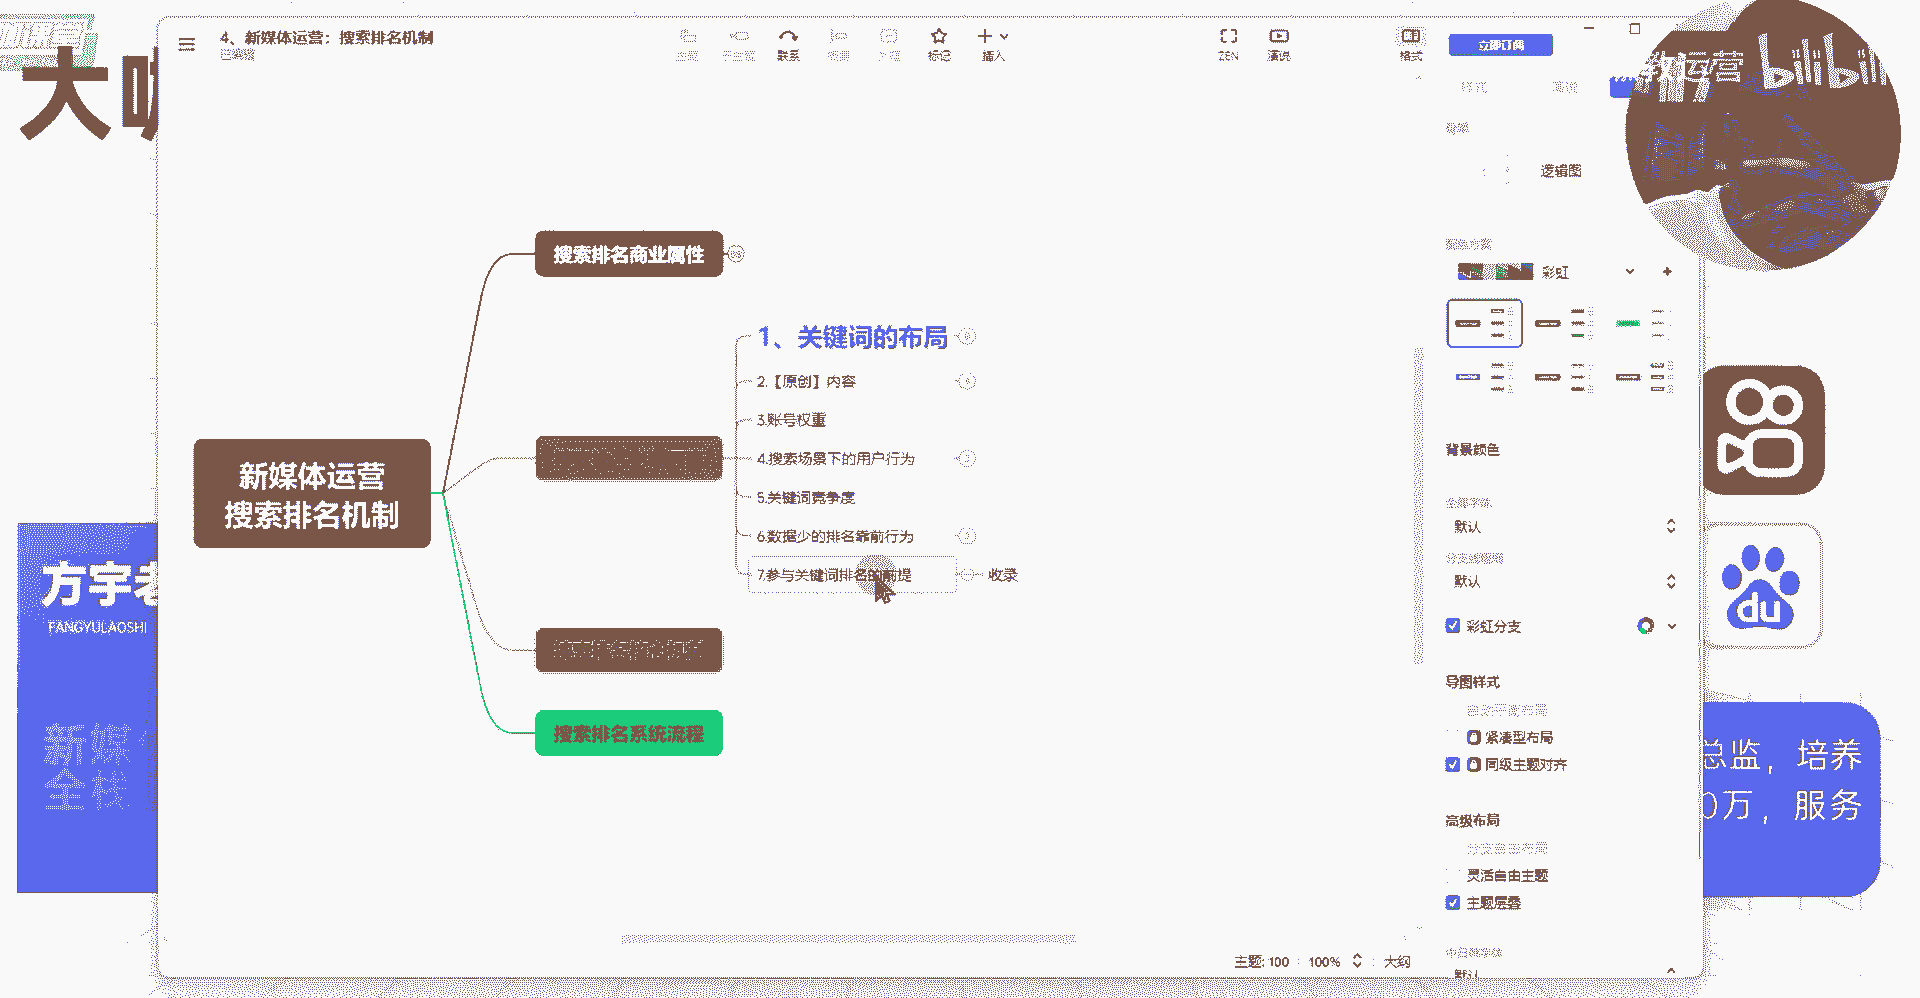 4、新媒体运营：搜索排名机制
已编辑
联系
标记
插入
ZEN
演说
格式
立即订阅
大咖
教运营 bilibili
逻辑图
彩虹
搜索排名商业属性
1、关键词的布局
2.【原创】内容
3.账号权重
4.搜索场景下的用户行为
5.关键词竞争度
6.数据少的排名靠前行为
7.参与关键词排名的前提
收录
新媒体运营
搜索排名机制
搜索排名系统流程
背景颜色
默认
默认
彩虹分支
导图样式
紧凑型布局
同级主题对齐
高级布局
灵活自由主题
主题层叠
默认
主题: 100
100%
大纲
方宇老
FANGYULAOSHI
新媒
全栈
du
总监，培养
0万，服务